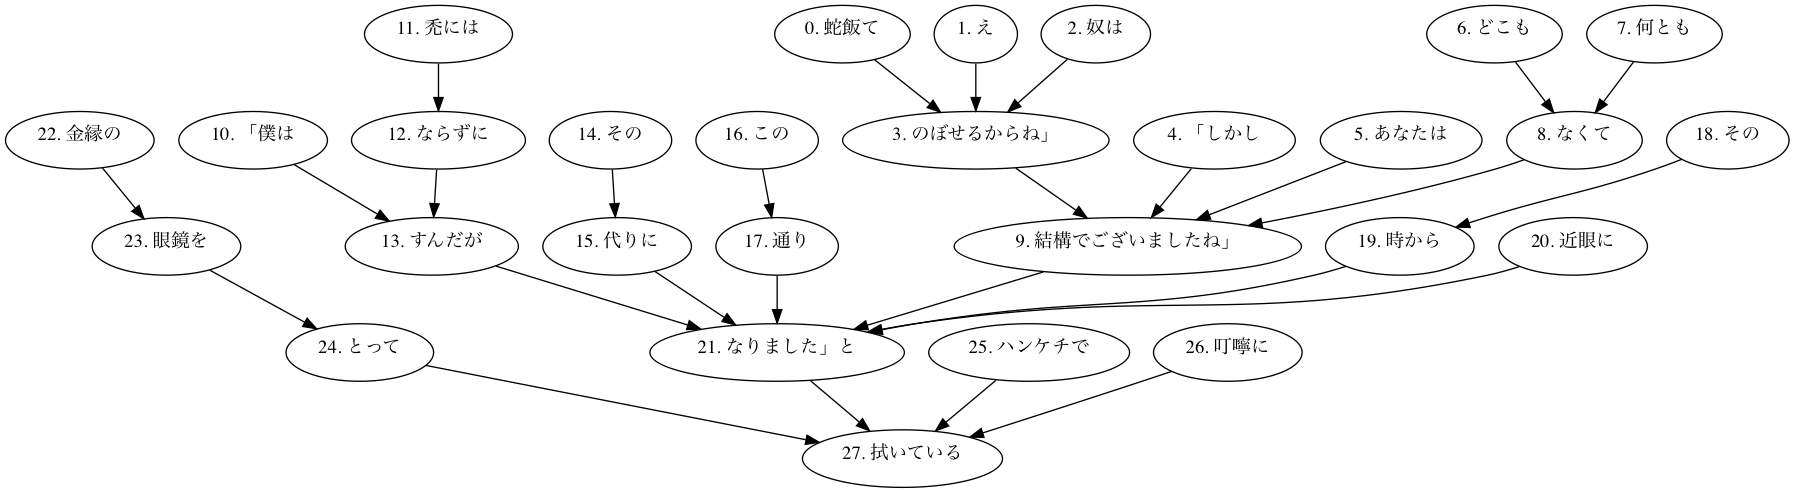 11. 禿には
0. 蛇飯て
1. え
2. 奴は
6. どこも
7. 何とも
22. 金縁の
10. 「僕は
12. ならずに
14. その
16. この
3. のぼせるからね」
4. 「しかし
5. あなたは
8. なくて
18. その
23. 眼鏡を
13. すんだが
15. 代りに
17. 通り
9. 結構でございましたね」
19. 時から
20. 近眼に
24. とって
21. なりました」と
25. ハンケチで
26. 叮嚀に
27. 拭いている